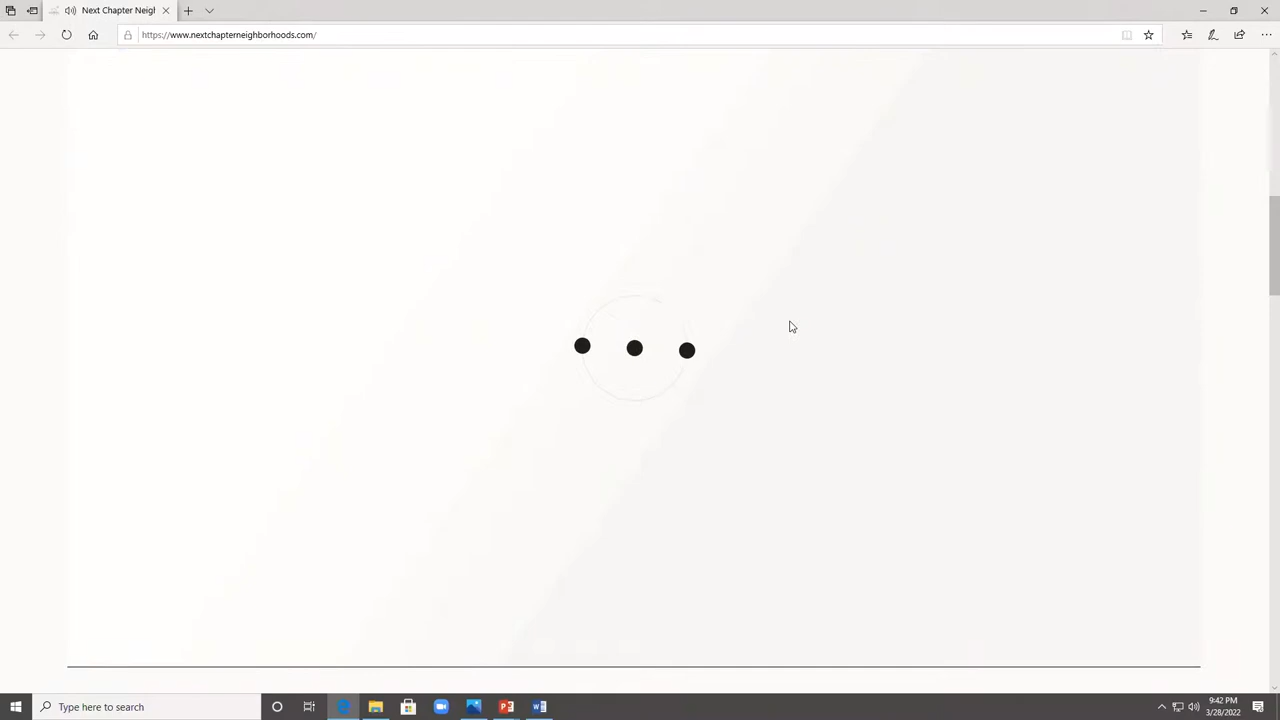 Next Chapter Neigh
https://www.nextchapterneighborhoods.com/
Type here to search
9:42 PM
3/28/2022